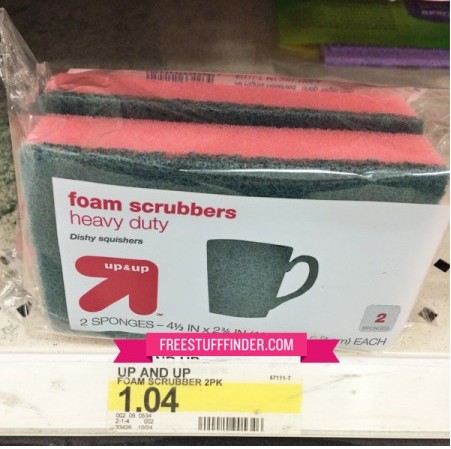 foam scrubbers
heavy duty
Dishy squishers
up&up
2 SPONGES – 4½ IN x 2¾ IN
EACH
2
SPONGES
FREESTUFFFINDER.COM
UP AND UP
FOAM SCRUBBER 2PK
1.04